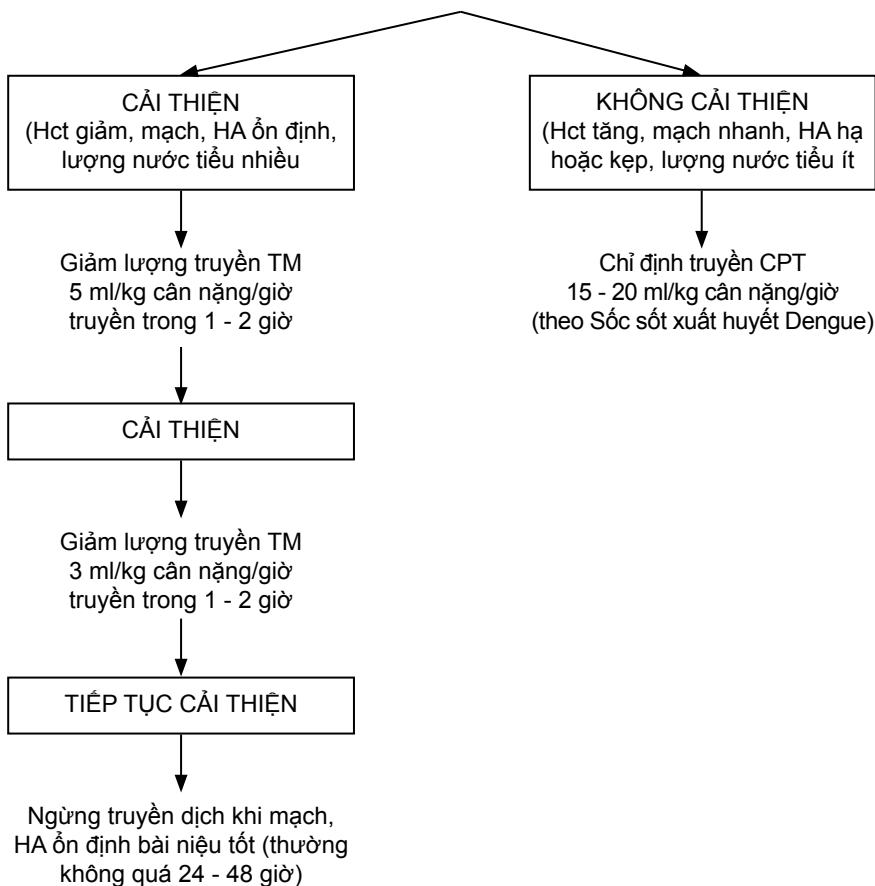 CẢI THIỆN
(Hct giảm, mạch, HA ổn định,
lượng nước tiểu nhiều
KHÔNG CẢI THIỆN
(Hct tăng, mạch nhanh, HA hạ
hoặc kẹp, lượng nước tiểu ít
Giảm lượng truyền TM
5 ml/kg cân nặng/giờ
truyền trong 1 - 2 giờ
Chỉ định truyền CPT
15 - 20 ml/kg cân nặng/giờ
(theo Sốc sốt xuất huyết Dengue)
CẢI THIỆN
Giảm lượng truyền TM
3 ml/kg cân nặng/giờ
truyền trong 1 - 2 giờ
TIẾP TỤC CẢI THIỆN
Ngừng truyền dịch khi mạch,
HA ổn định bài niệu tốt (thường
không quá 24 - 48 giờ)